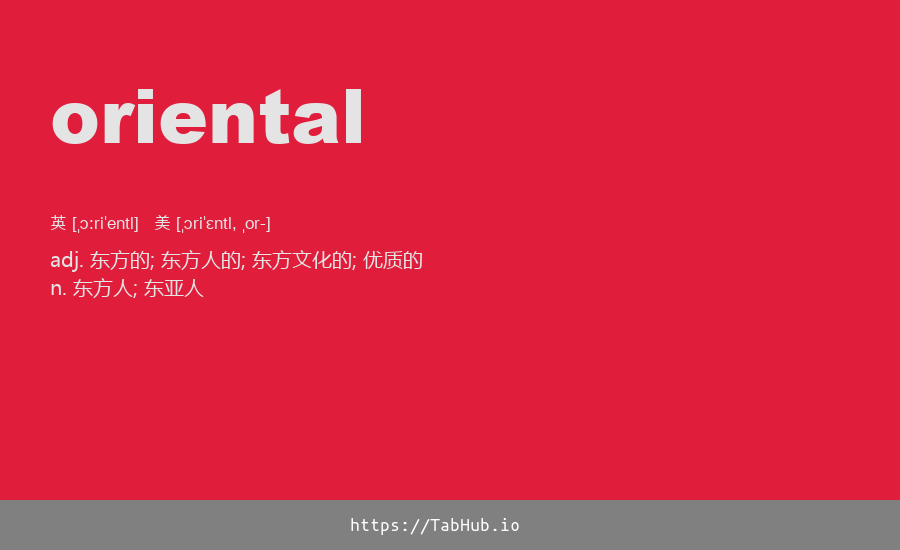 oriental
英 [ˌɔːriˈentl]   美 [ˌɔriˈɛntl, ˌor-]
adj. 东方的; 东方人的; 东方文化的; 优质的
n. 东方人; 东亚人
https://TabHub.io